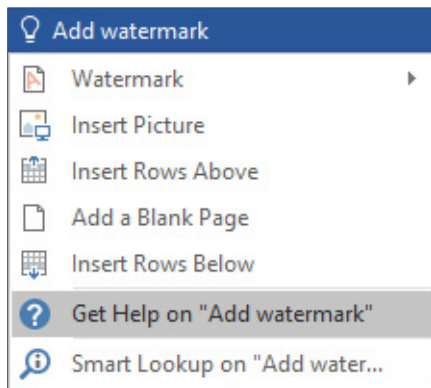 Add watermark
Watermark
Insert Picture
Insert Rows Above
Add a Blank Page
Insert Rows Below
Get Help on "Add watermark"
Smart Lookup on "Add water...